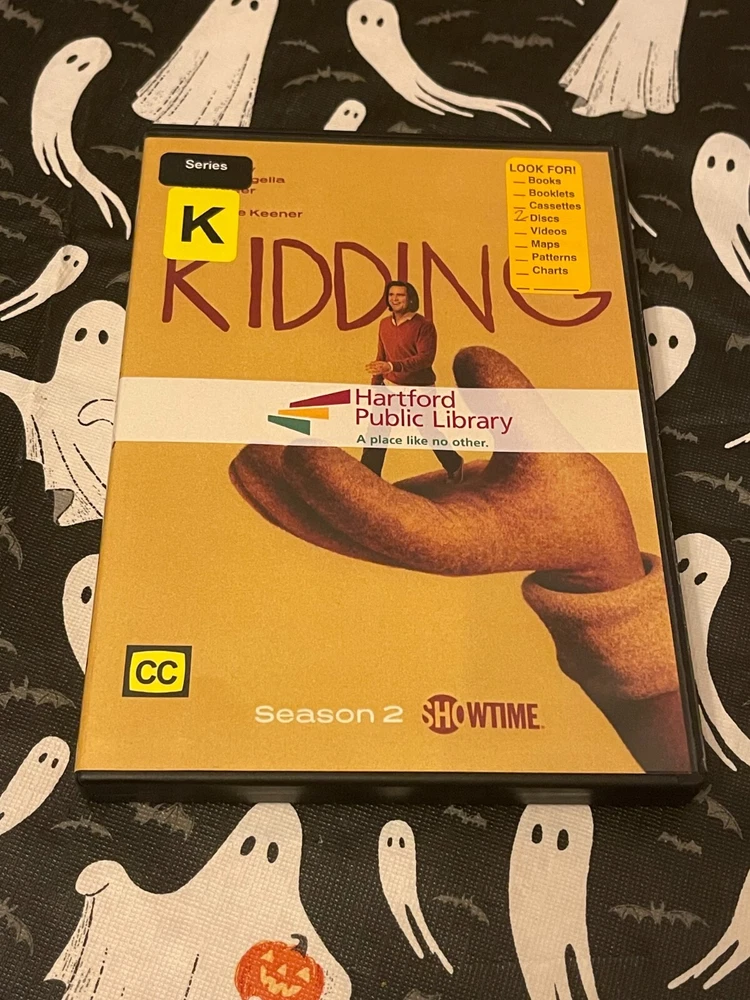 Series
K
e Keener
KIDDING
LOOK FOR!
Books
Booklets
Cassettes
2 Discs
Videos
Maps
Patterns
Charts
Hartford
Public Library
A place like no other.
CC
Season 2 SHOWTIME